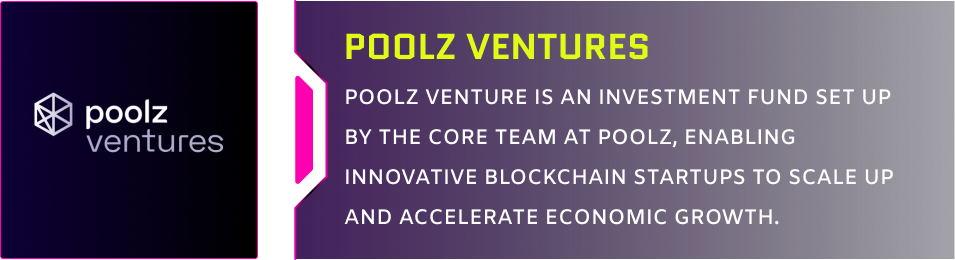 poolz
ventures
POOLZ VENTURES
POOLZ VENTURE IS AN INVESTMENT FUND SET UP
BY THE CORE TEAM AT POOLZ, ENABLING
INNOVATIVE BLOCKCHAIN STARTUPS TO SCALE UP
AND ACCELERATE ECONOMIC GROWTH.